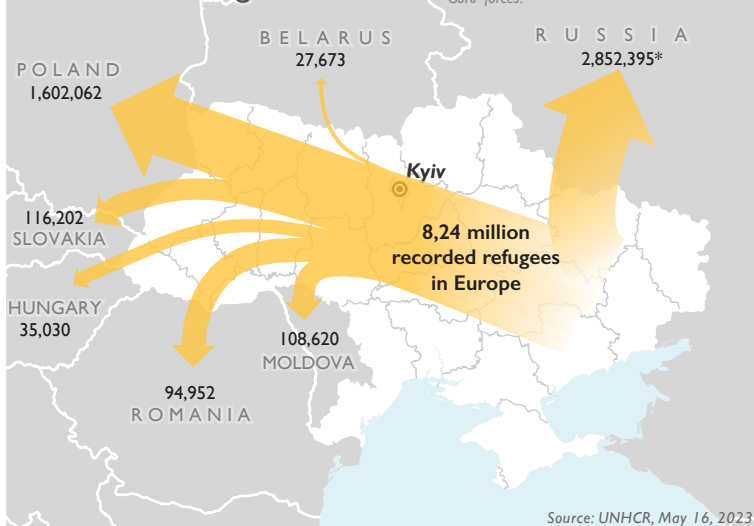 BELARUS
27,673
RUSSIA
2,852,395*
POLAND
1,602,062
Kyiv
116,202
SLOVAKIA
8,24 million
recorded refugees
in Europe
HUNGARY
35,030
108,620
MOLDOVA
94,952
ROMANIA
Source: UNHCR, May 16, 2023